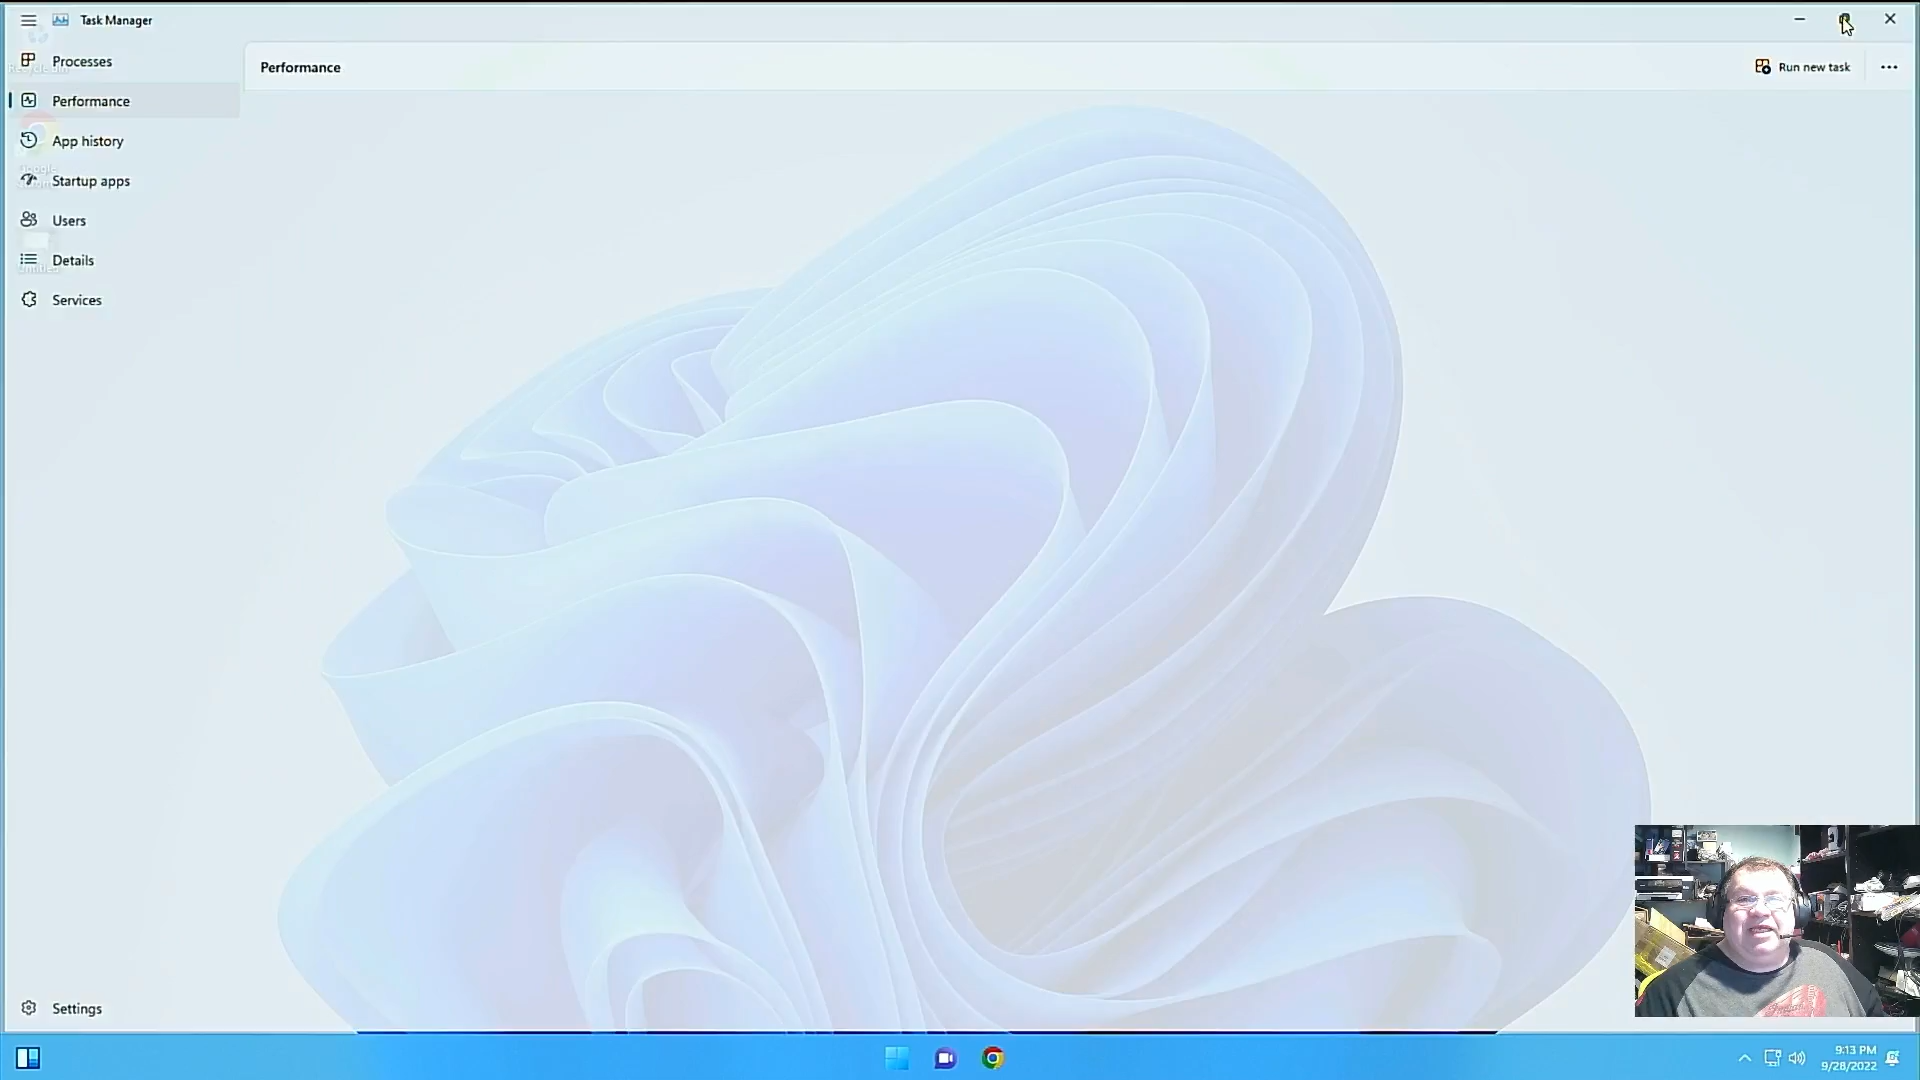 Task Manager
Processes
Performance
Run new task
Performance
App history
Startup apps
Users
Details
Services
Settings
9:13 PM
9/28/2022